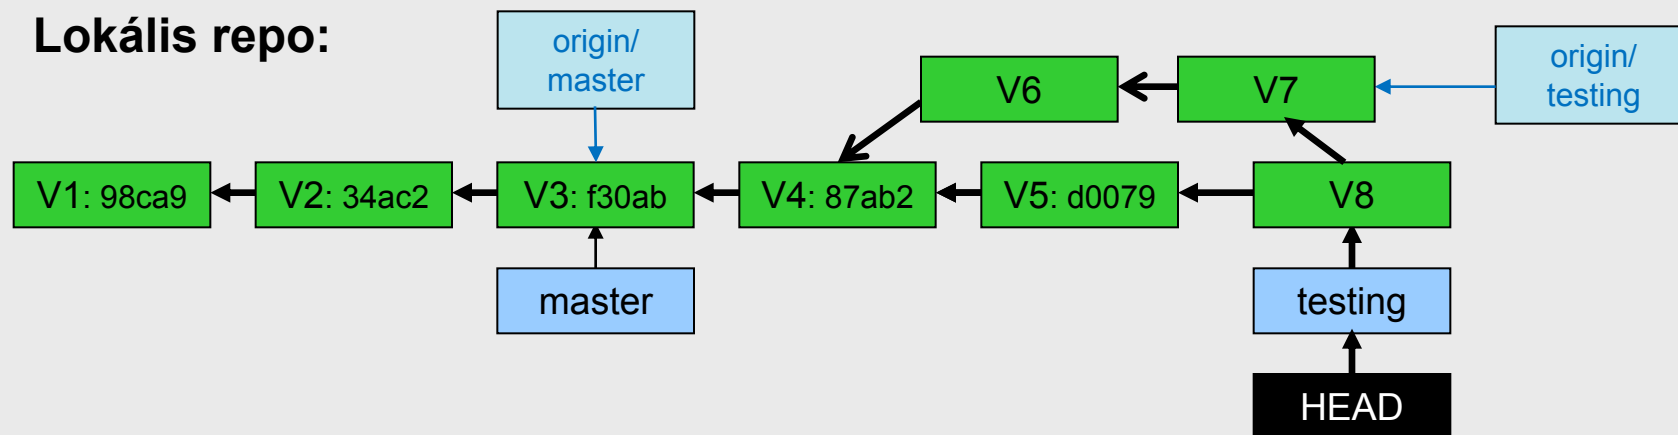 Lokális repo:
origin/
master
V6
V7
origin/
testing
V1: 98ca9
V2: 34ac2
V3: f30ab
V4: 87ab2
V5: d0079
V8
master
testing
HEAD